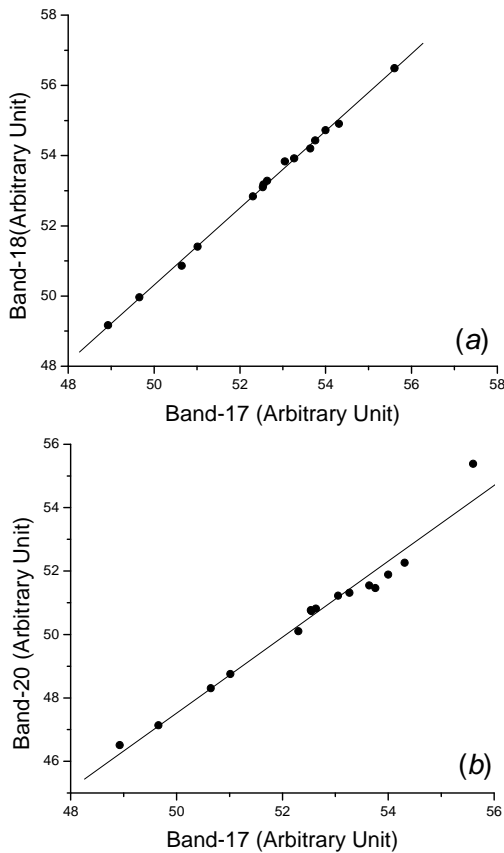 58
56
54
52
50
48
Band-18(Arbitrary Unit)
(a)
48 50 52 54 56 58
Band-17 (Arbitrary Unit)
56
54
52
50
48
46
Band-20 (Arbitrary Unit)
(b)
48 50 52 54 56
Band-17 (Arbitrary Unit)